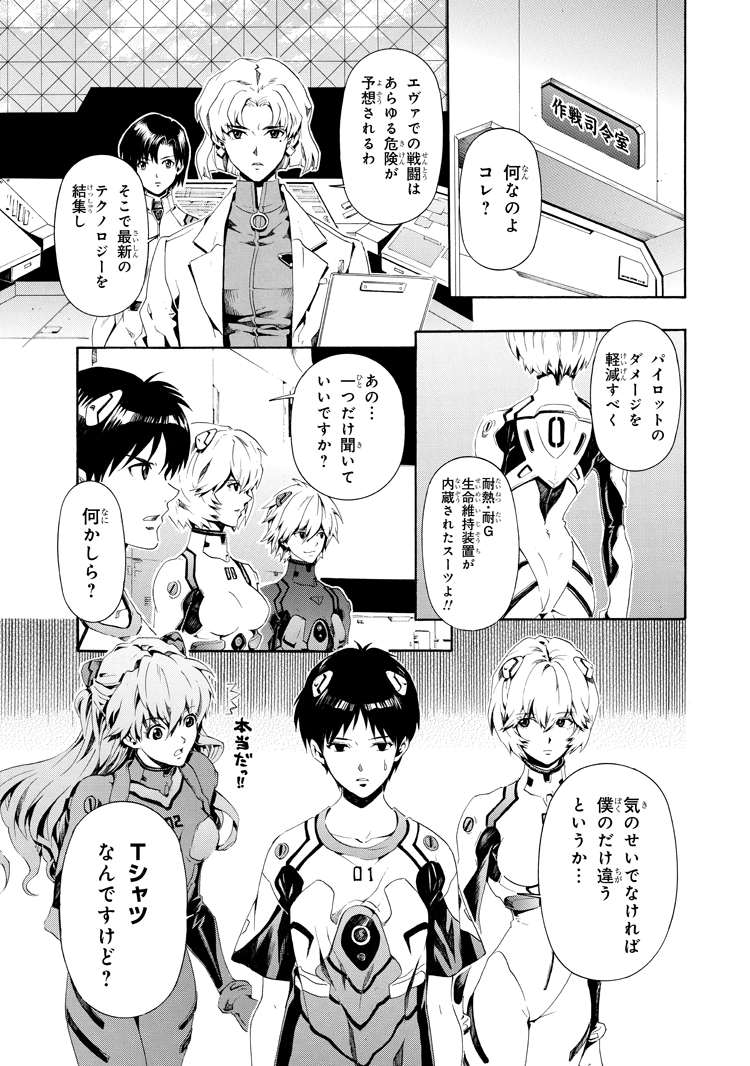 作戦司令室
何なのよ
コレ?
エヴァでの戦闘は
あらゆる危険が
予想されるわ
そこで最新の
テクノロジーを
結集し
パイロットの
ダメージを
軽減すべく
耐熱・耐G
生命維持装置が
内蔵されたスーツよ!!
あの…
一つだけ聞いて
いいですか?
何かしら?
00
0
気のせいでなければ
僕のだけ違う
というか…
本当だっ!!
Tシャツ
なんですけど?
01
02